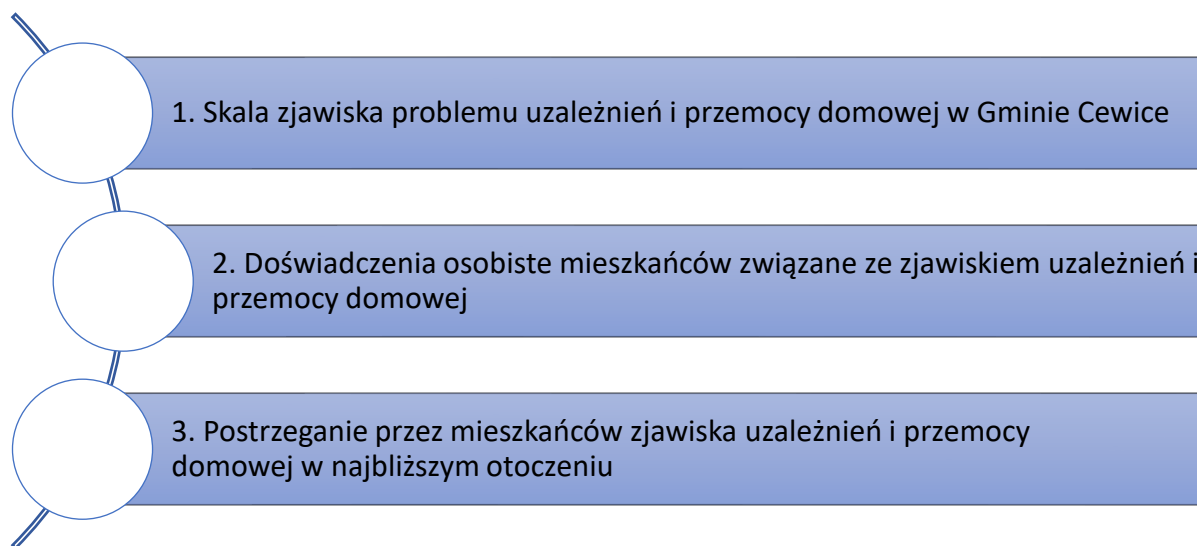 1. Skala zjawiska problemu uzależnień i przemocy domowej w Gminie Cewice
2. Doświadczenia osobiste mieszkańców związane ze zjawiskiem uzależnień i
przemocy domowej
3. Postrzeganie przez mieszkańców zjawiska uzależnień i przemocy
domowej w najbliższym otoczeniu